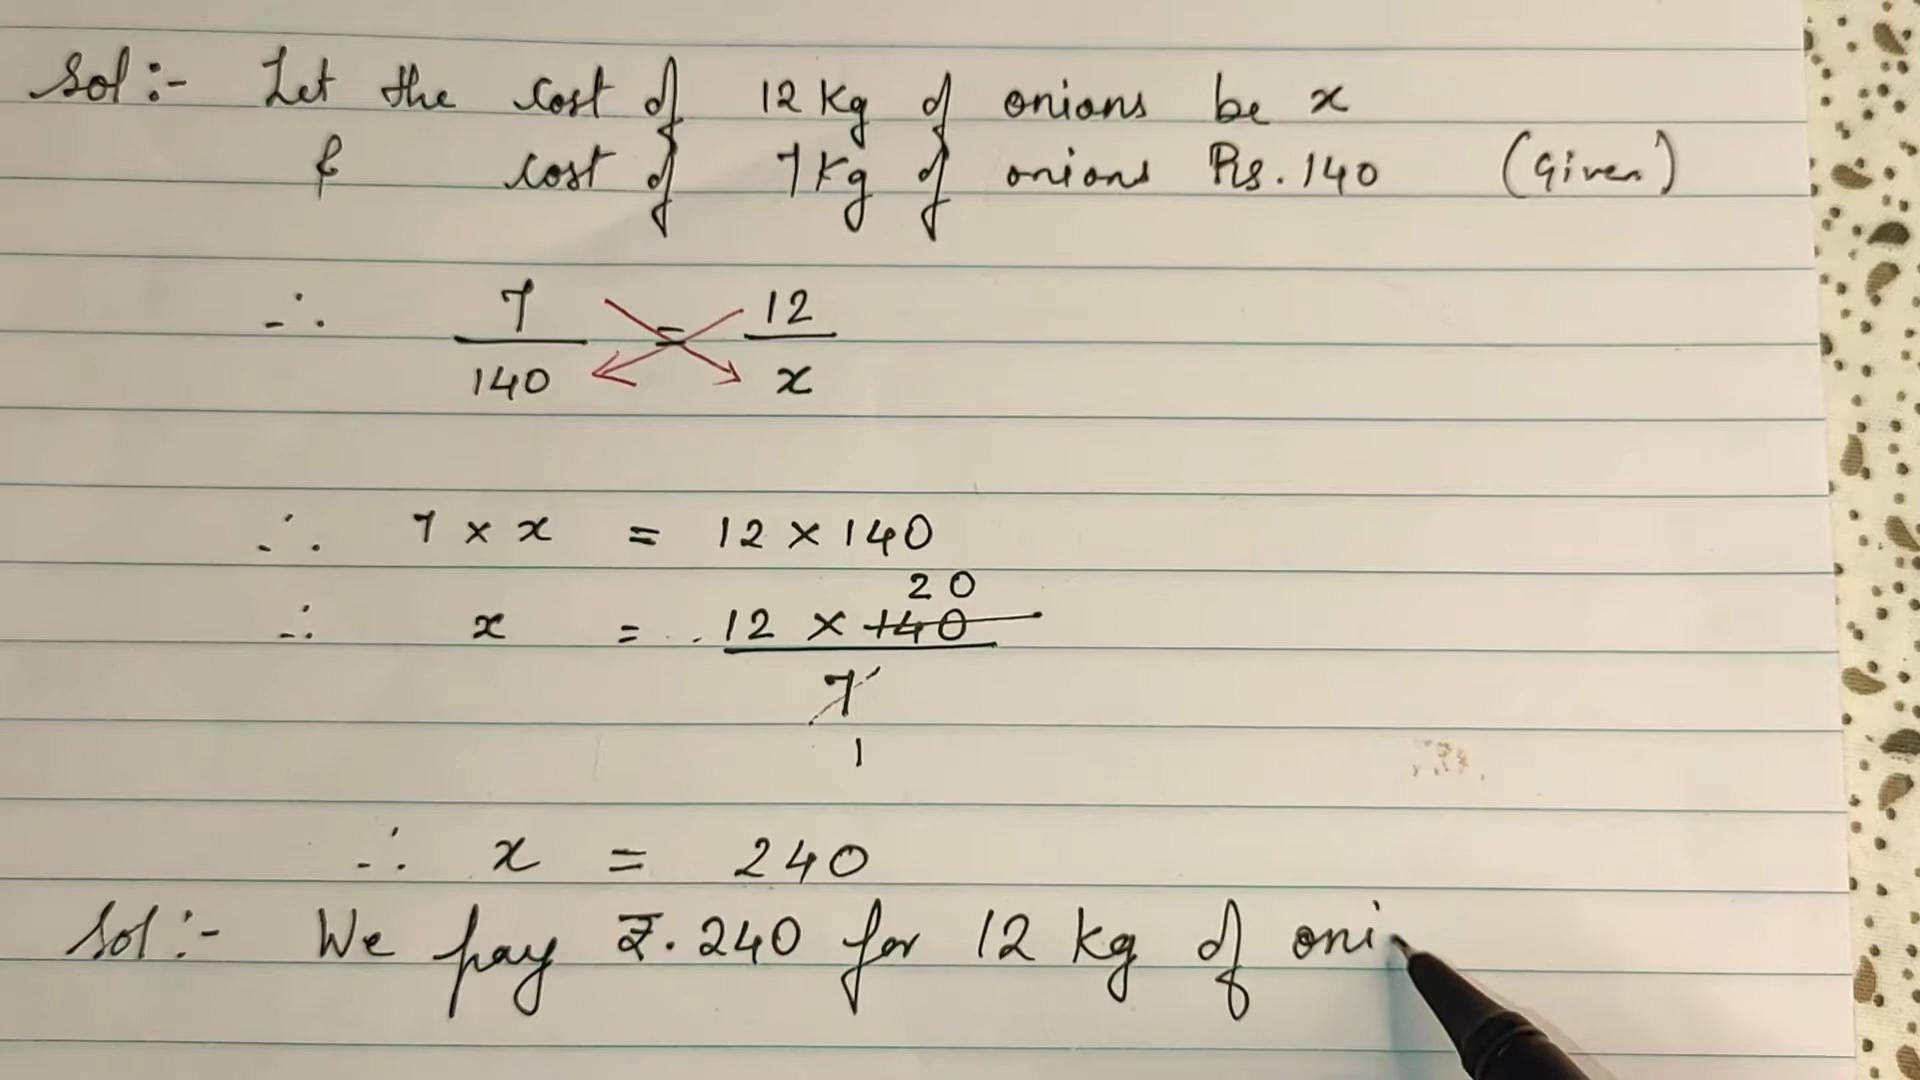 Sol :- Let the cost of 12 Kg of onions be x
& cost of 7 Kg of onions Rs. 140 (Given)
∴ 7/140 = 12/x
∴ 7 × x = 12 × 140
20
∴ x = 12 × 140
7
1
∴ x = 240
Sol :- We pay ₹. 240 for 12 kg of oni